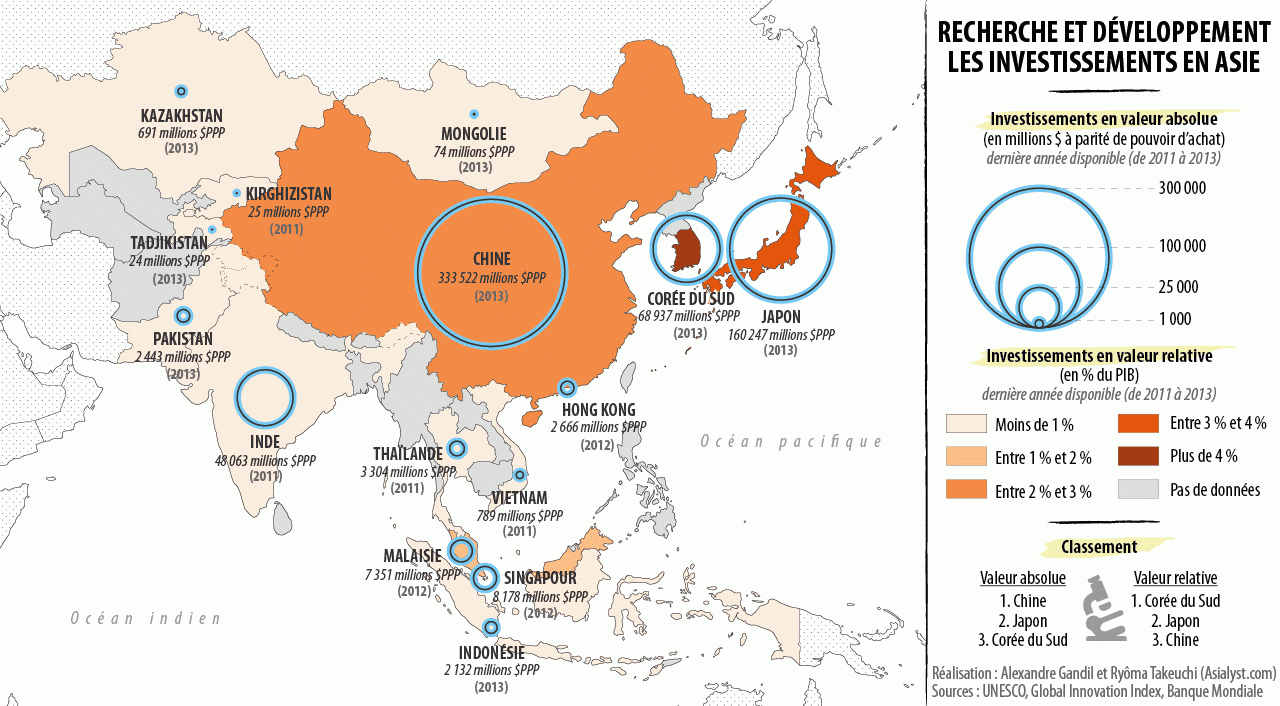 RECHERCHE ET DÉVELOPPEMENT
LES INVESTISSEMENTS EN ASIE
Investissements en valeur absolue
(en millions $ à parité de pouvoir d'achat)
dernière année disponible (de 2011 à 2013)
300 000
100 000
25 000
1 000
Investissements en valeur relative
(en % du PIB)
dernière année disponible (de 2011 à 2013)
Moins de 1 %
Entre 1 % et 2 %
Entre 2 % et 3 %
Entre 3 % et 4 %
Plus de 4 %
Pas de données
Classement
Valeur absolue
1. Chine
2. Japon
3. Corée du Sud
Valeur relative
1. Corée du Sud
2. Japon
3. Chine
Réalisation : Alexandre Gandil et Ryôma Takeuchi (Asialyst.com)
Sources : UNESCO, Global Innovation Index, Banque Mondiale
KAZAKHSTAN
691 millions $PPP
(2013)
MONGOLIE
74 millions $PPP
(2013)
KIRGHIZISTAN
25 millions $PPP
(2011)
TADJIKISTAN
24 millions $PPP
(2013)
CHINE
333 522 millions $PPP
(2013)
CORÉE DU SUD
68 937 millions $PPP
(2013)
JAPON
160 247 millions $PPP
(2013)
PAKISTAN
2 443 millions $PPP
(2013)
INDE
48 063 millions $PPP
(2011)
HONG KONG
2 666 millions $PPP
(2012)
THAÏLANDE
3 304 millions $PPP
(2011)
VIETNAM
789 millions $PPP
(2011)
MALAISIE
7 351 millions $PPP
(2012)
SINGAPOUR
8 178 millions $PPP
(2012)
INDONÉSIE
2 132 millions $PPP
(2013)
Océan pacifique
Océan indien